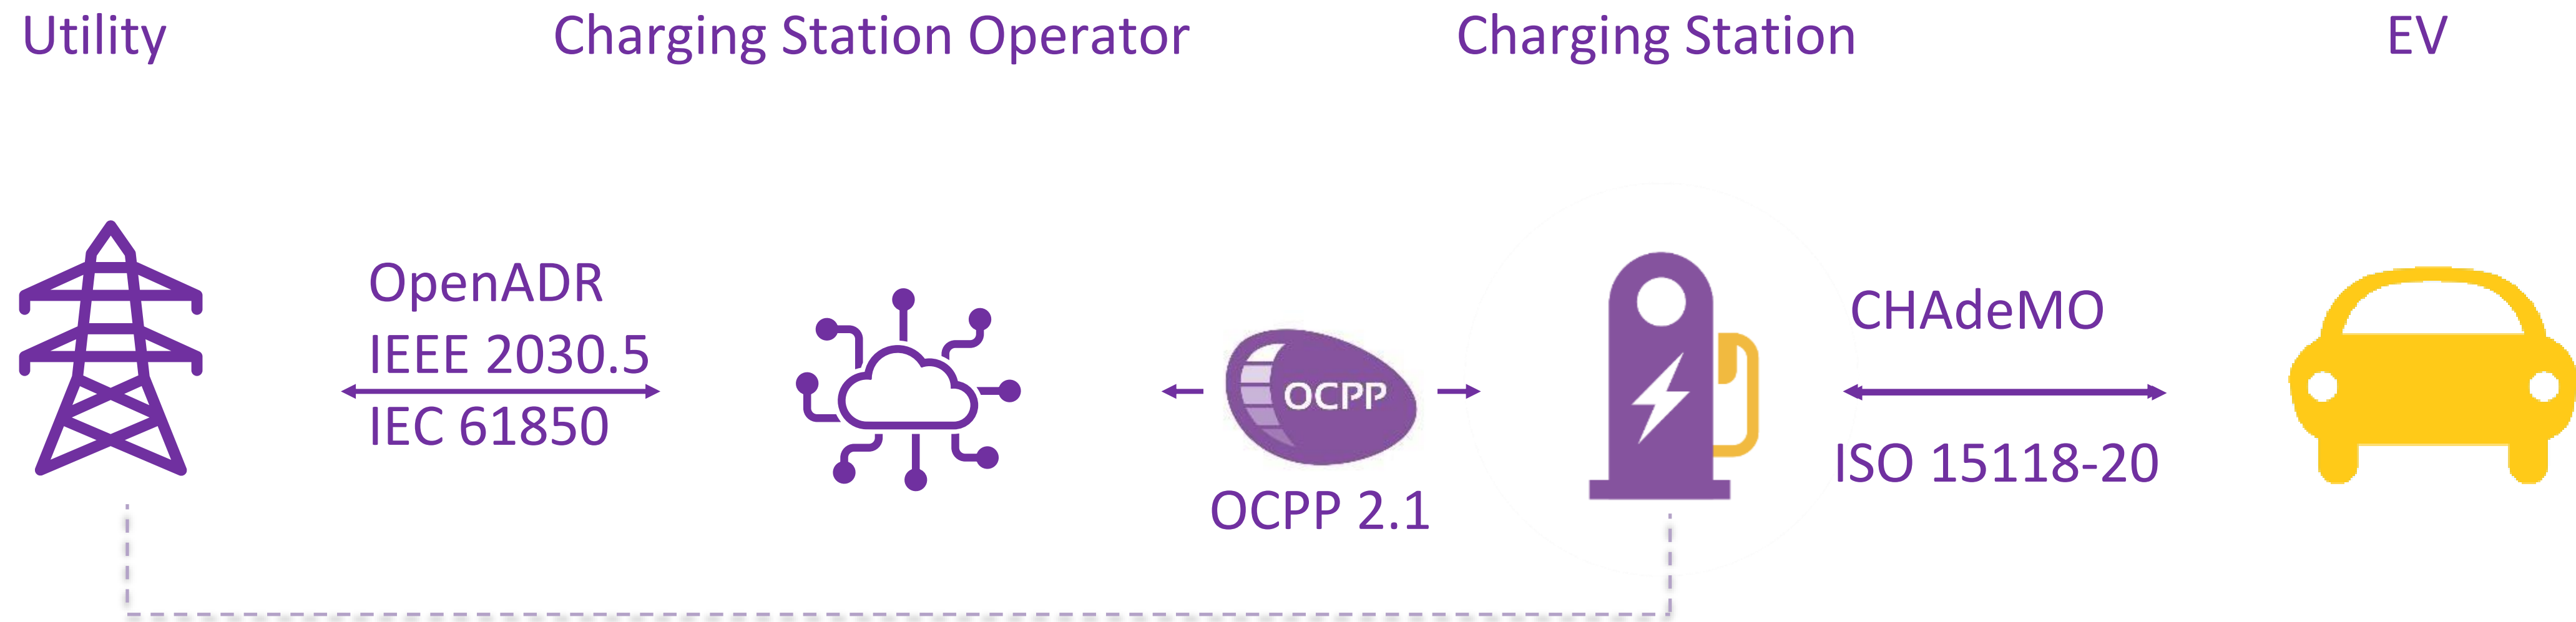 Utility
Charging Station Operator
Charging Station
EV
OpenADR
IEEE 2030.5
IEC 61850
OCPP
OCPP 2.1
CHAdeMO
ISO 15118-20